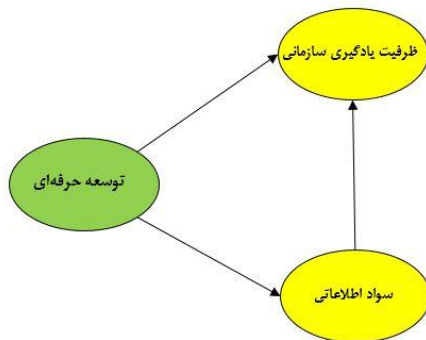 ظرفیت یادگیری سازمانی
توسعه حرفه‌ای
سواد اطلاعاتی